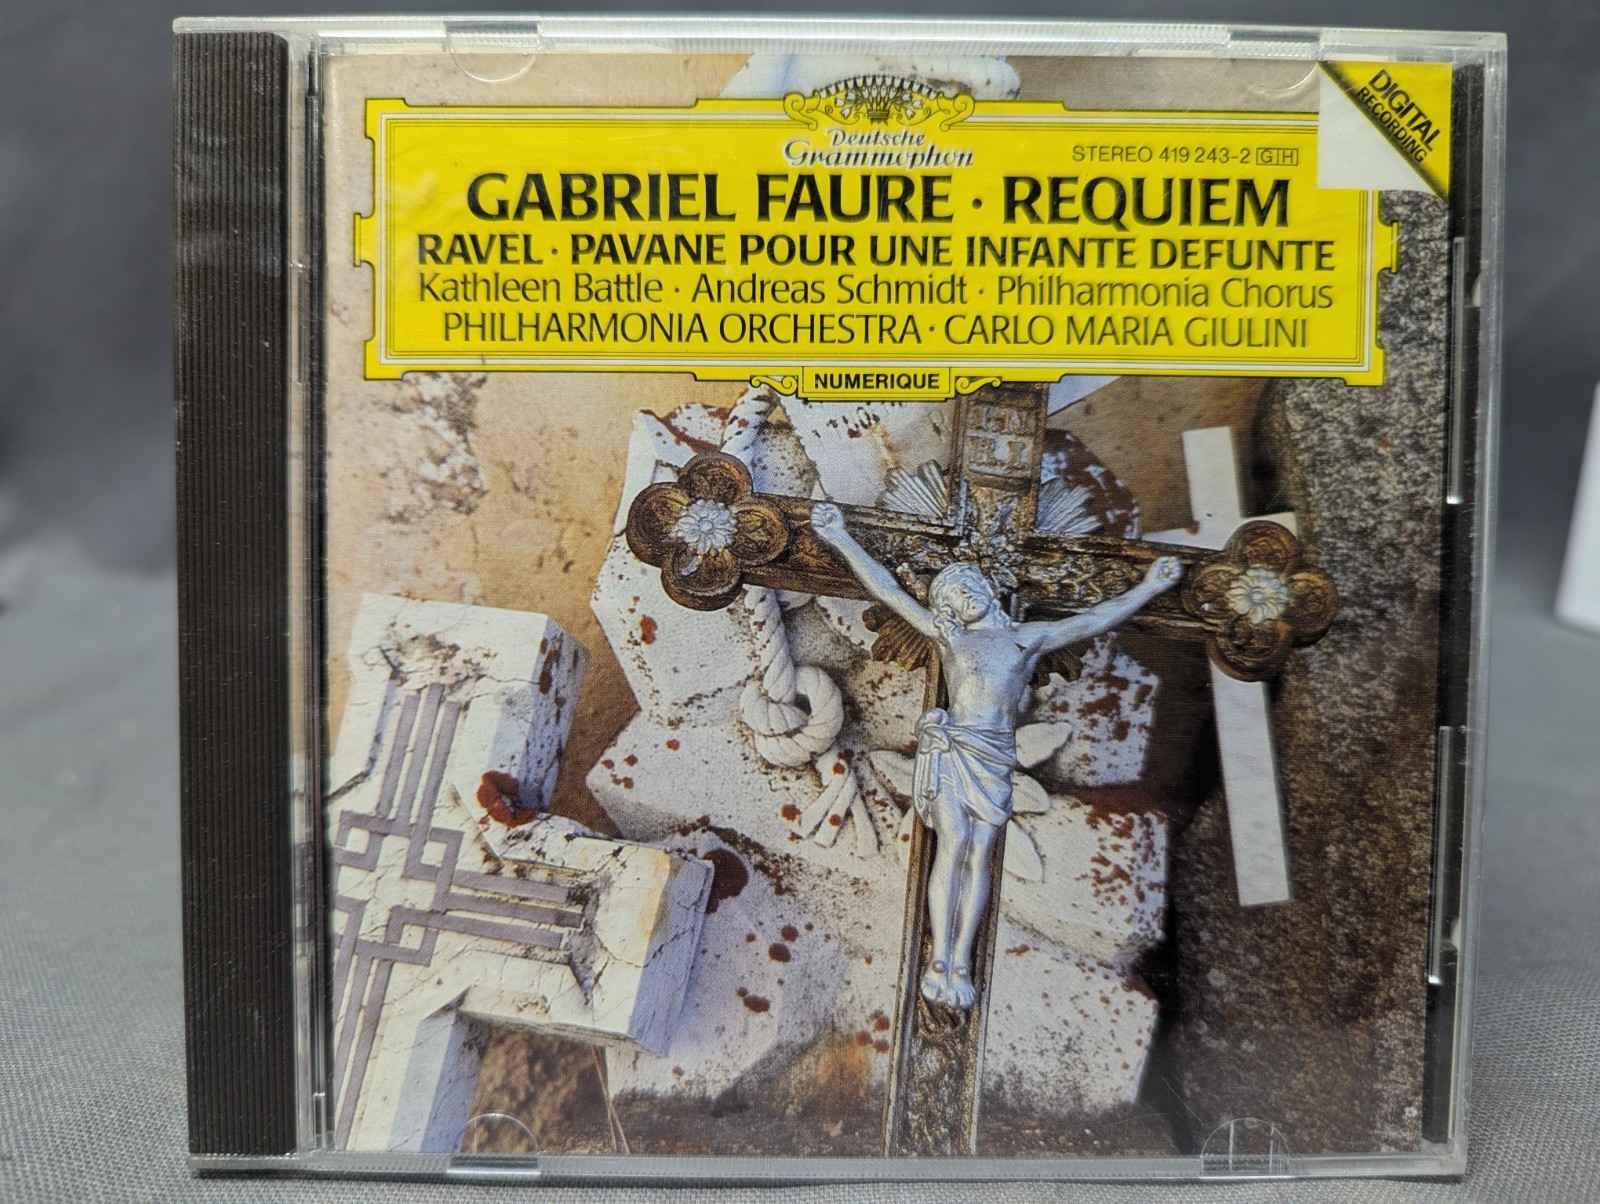 Deutsche
Grammophon
STEREO 419 243-2 GH
DIGITAL
RECORDING
GABRIEL FAURE · REQUIEM
RAVEL · PAVANE POUR UNE INFANTE DEFUNTE
Kathleen Battle · Andreas Schmidt · Philharmonia Chorus
PHILHARMONIA ORCHESTRA · CARLO MARIA GIULINI
NUMERIQUE
I.N.
R.I.